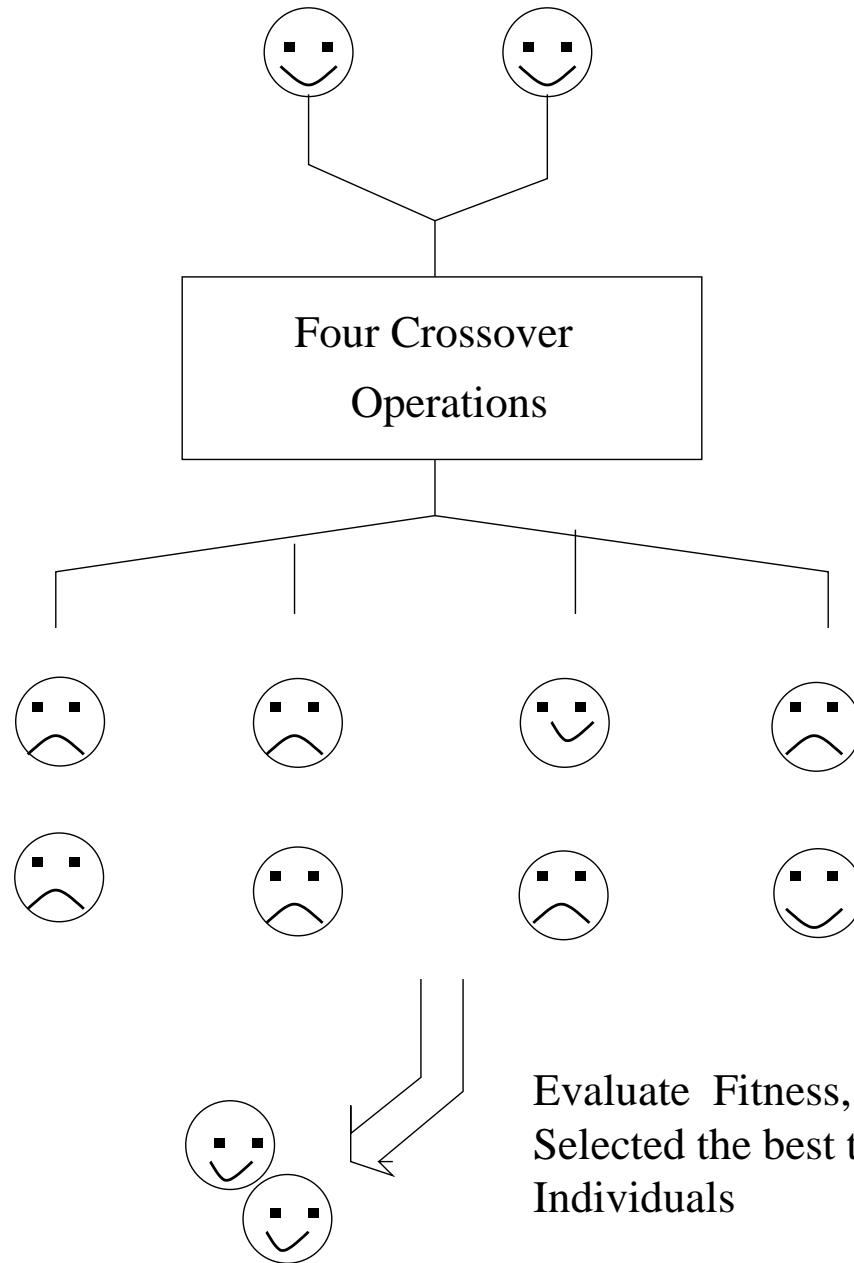 Four Crossover
Operations
Evaluate Fitness,
Selected the best
Individuals